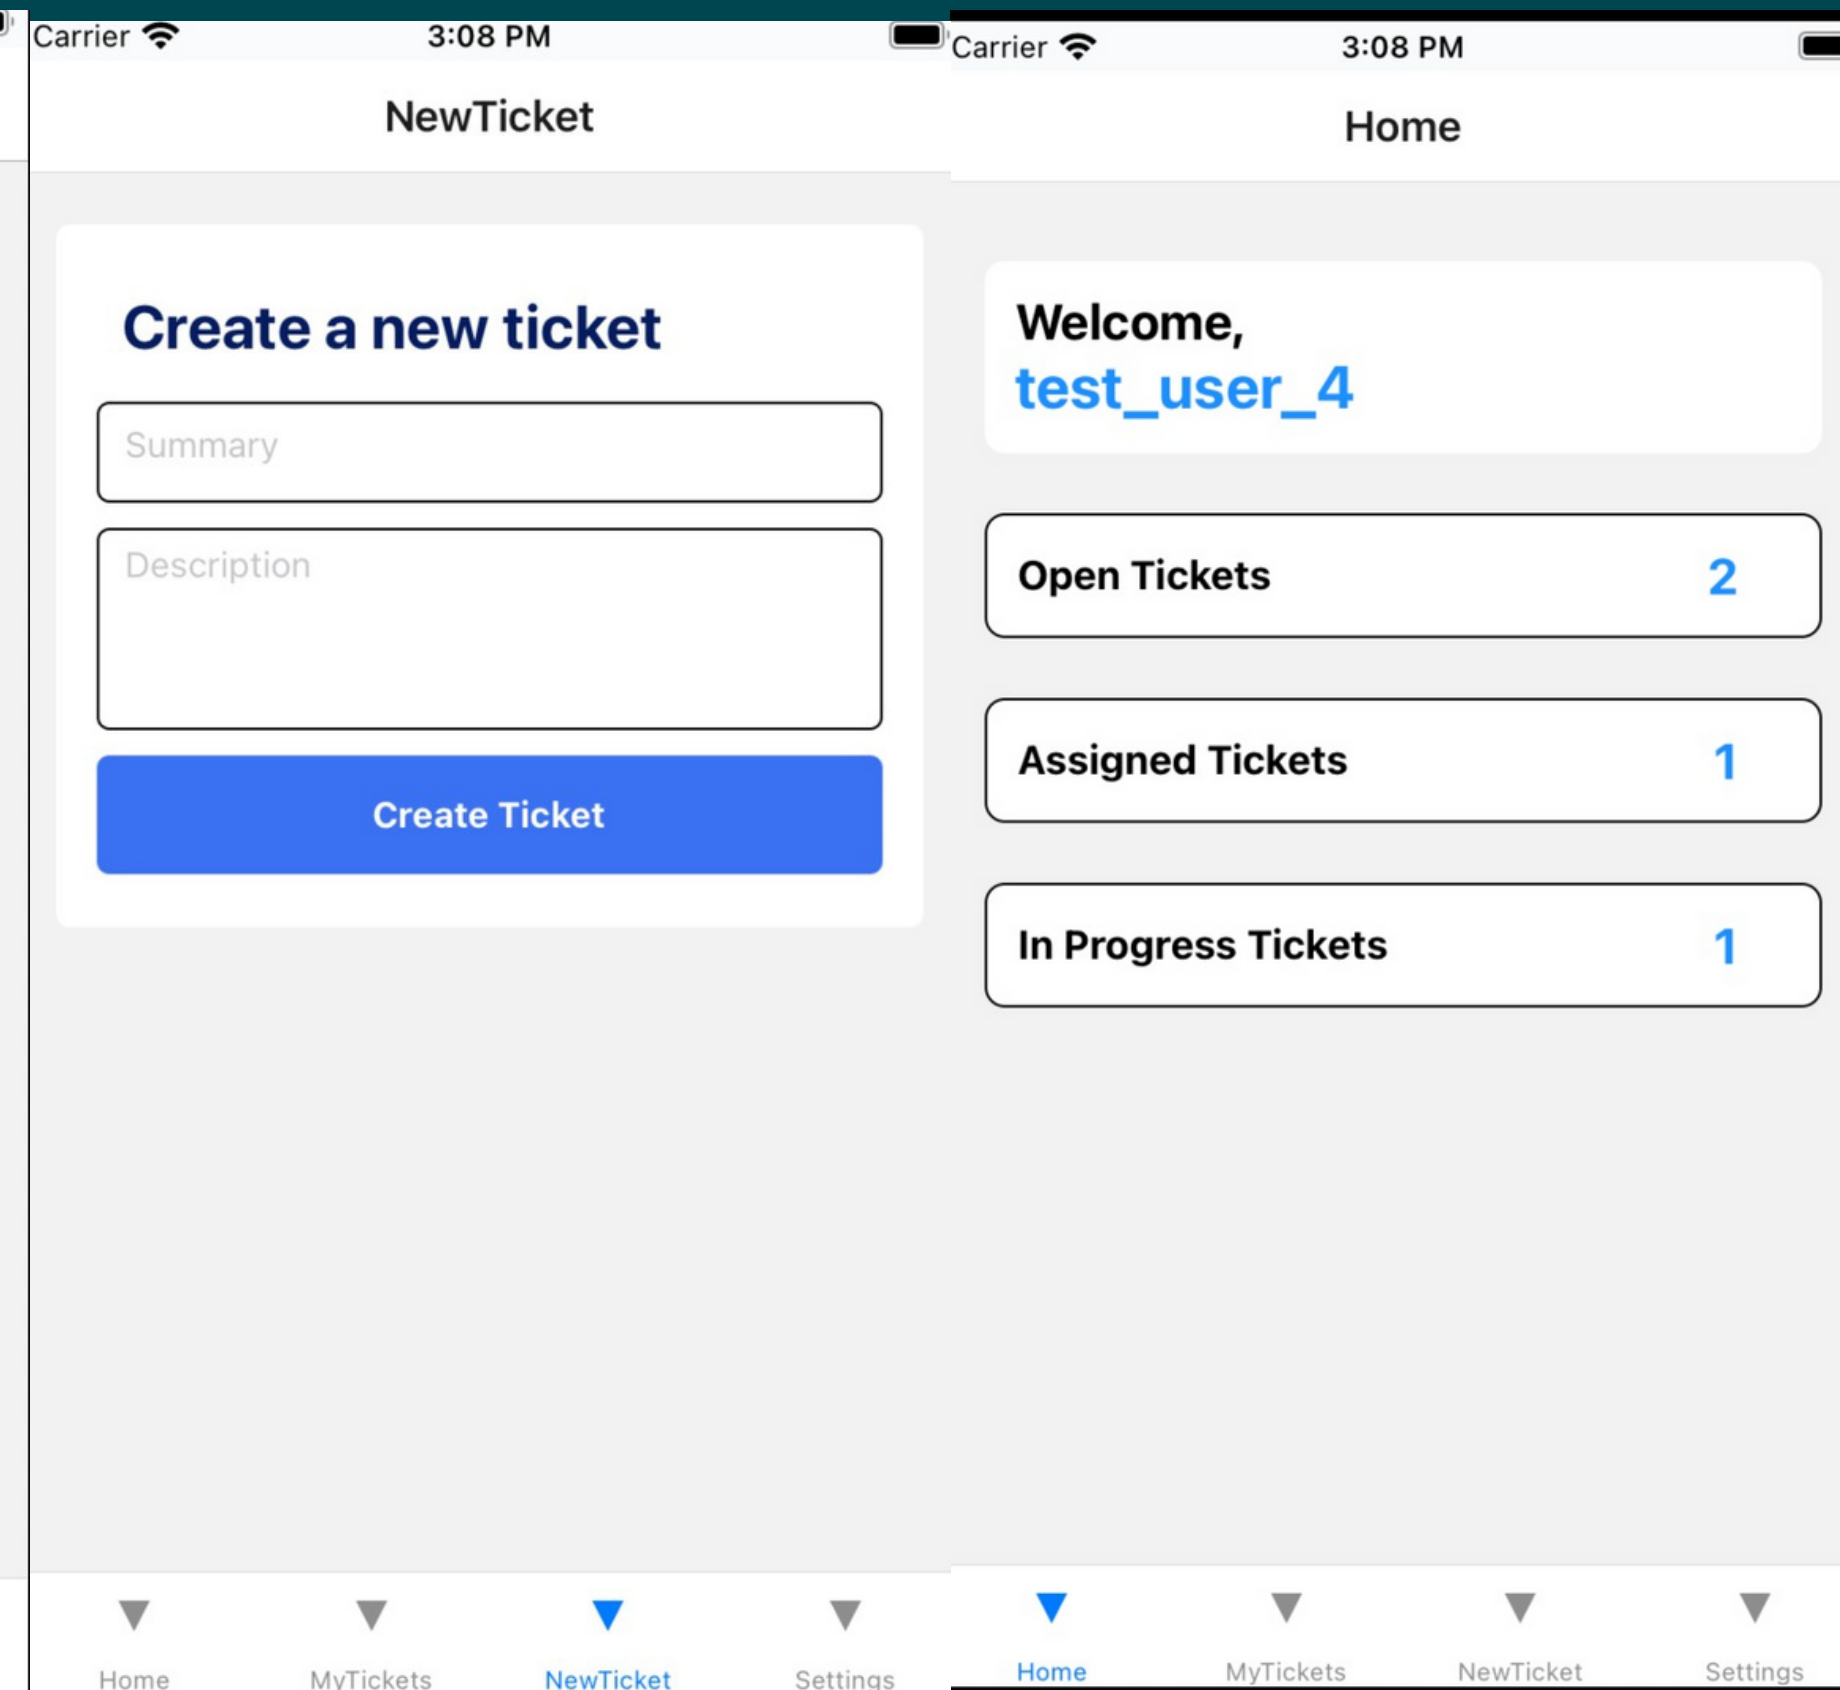 Carrier 3:08 PM
NewTicket
Create a new ticket
Summary
Description
Create Ticket
Home MyTickets NewTicket Settings
Carrier 3:08 PM
Home
Welcome,
test_user_4
Open Tickets 2
Assigned Tickets 1
In Progress Tickets 1
Home MyTickets NewTicket Settings